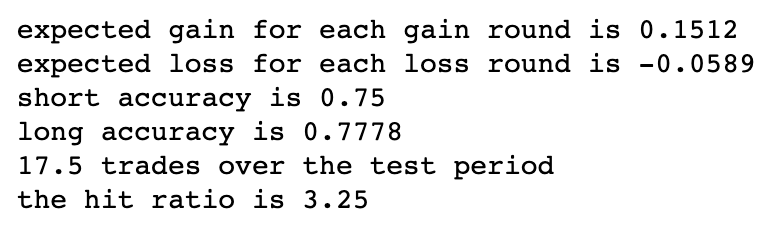 expected gain for each gain round is 0.1512
expected loss for each loss round is -0.0589
short accuracy is 0.75
long accuracy is 0.7778
17.5 trades over the test period
the hit ratio is 3.25